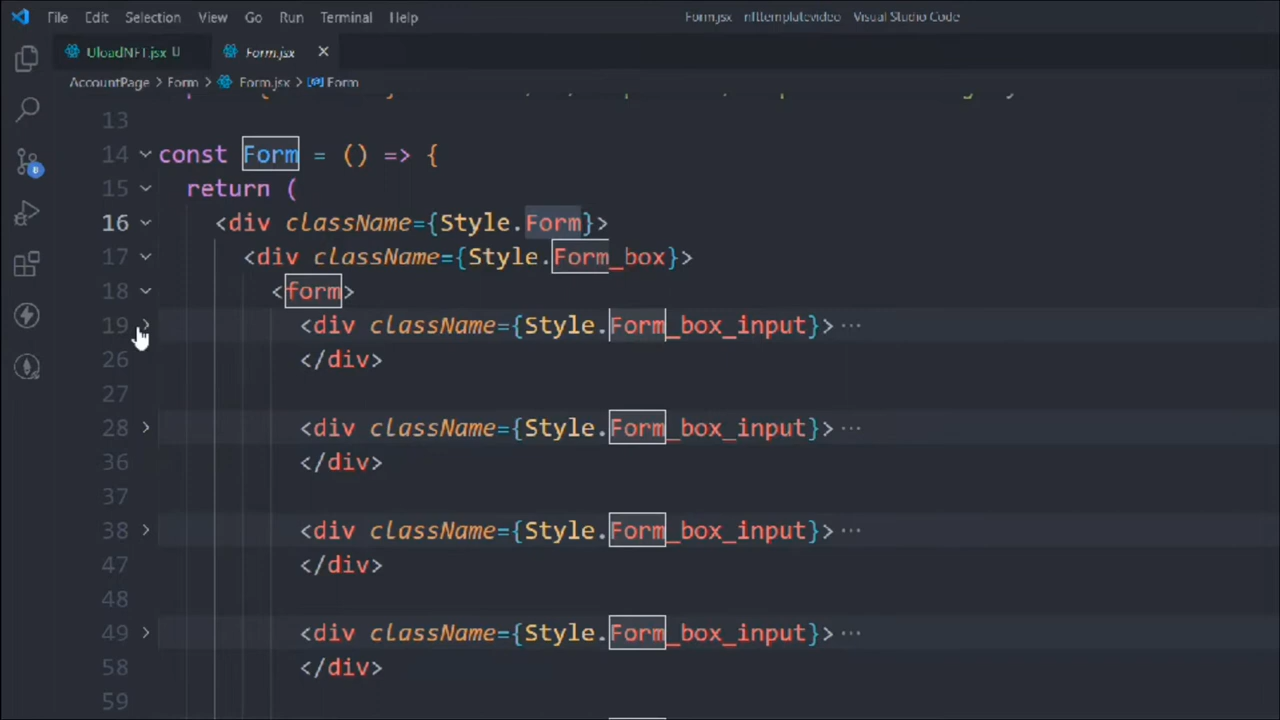 File Edit Selection View Go Run Terminal Help Form.jsx nfttemplatevideo Visual Studio Code
UloadNFT.jsx U Form.jsx
AccountPage > Form > Form.jsx > Form
13
14 const Form = () => {
15 return (
16 <div className={Style.Form}>
17 <div className={Style.Form_box}>
18 <form>
19 <div className={Style.Form_box_input}> ...
26 </div>
27
28 <div className={Style.Form_box_input}> ...
36 </div>
37
38 <div className={Style.Form_box_input}> ...
47 </div>
48
49 <div className={Style.Form_box_input}> ...
58 </div>
59